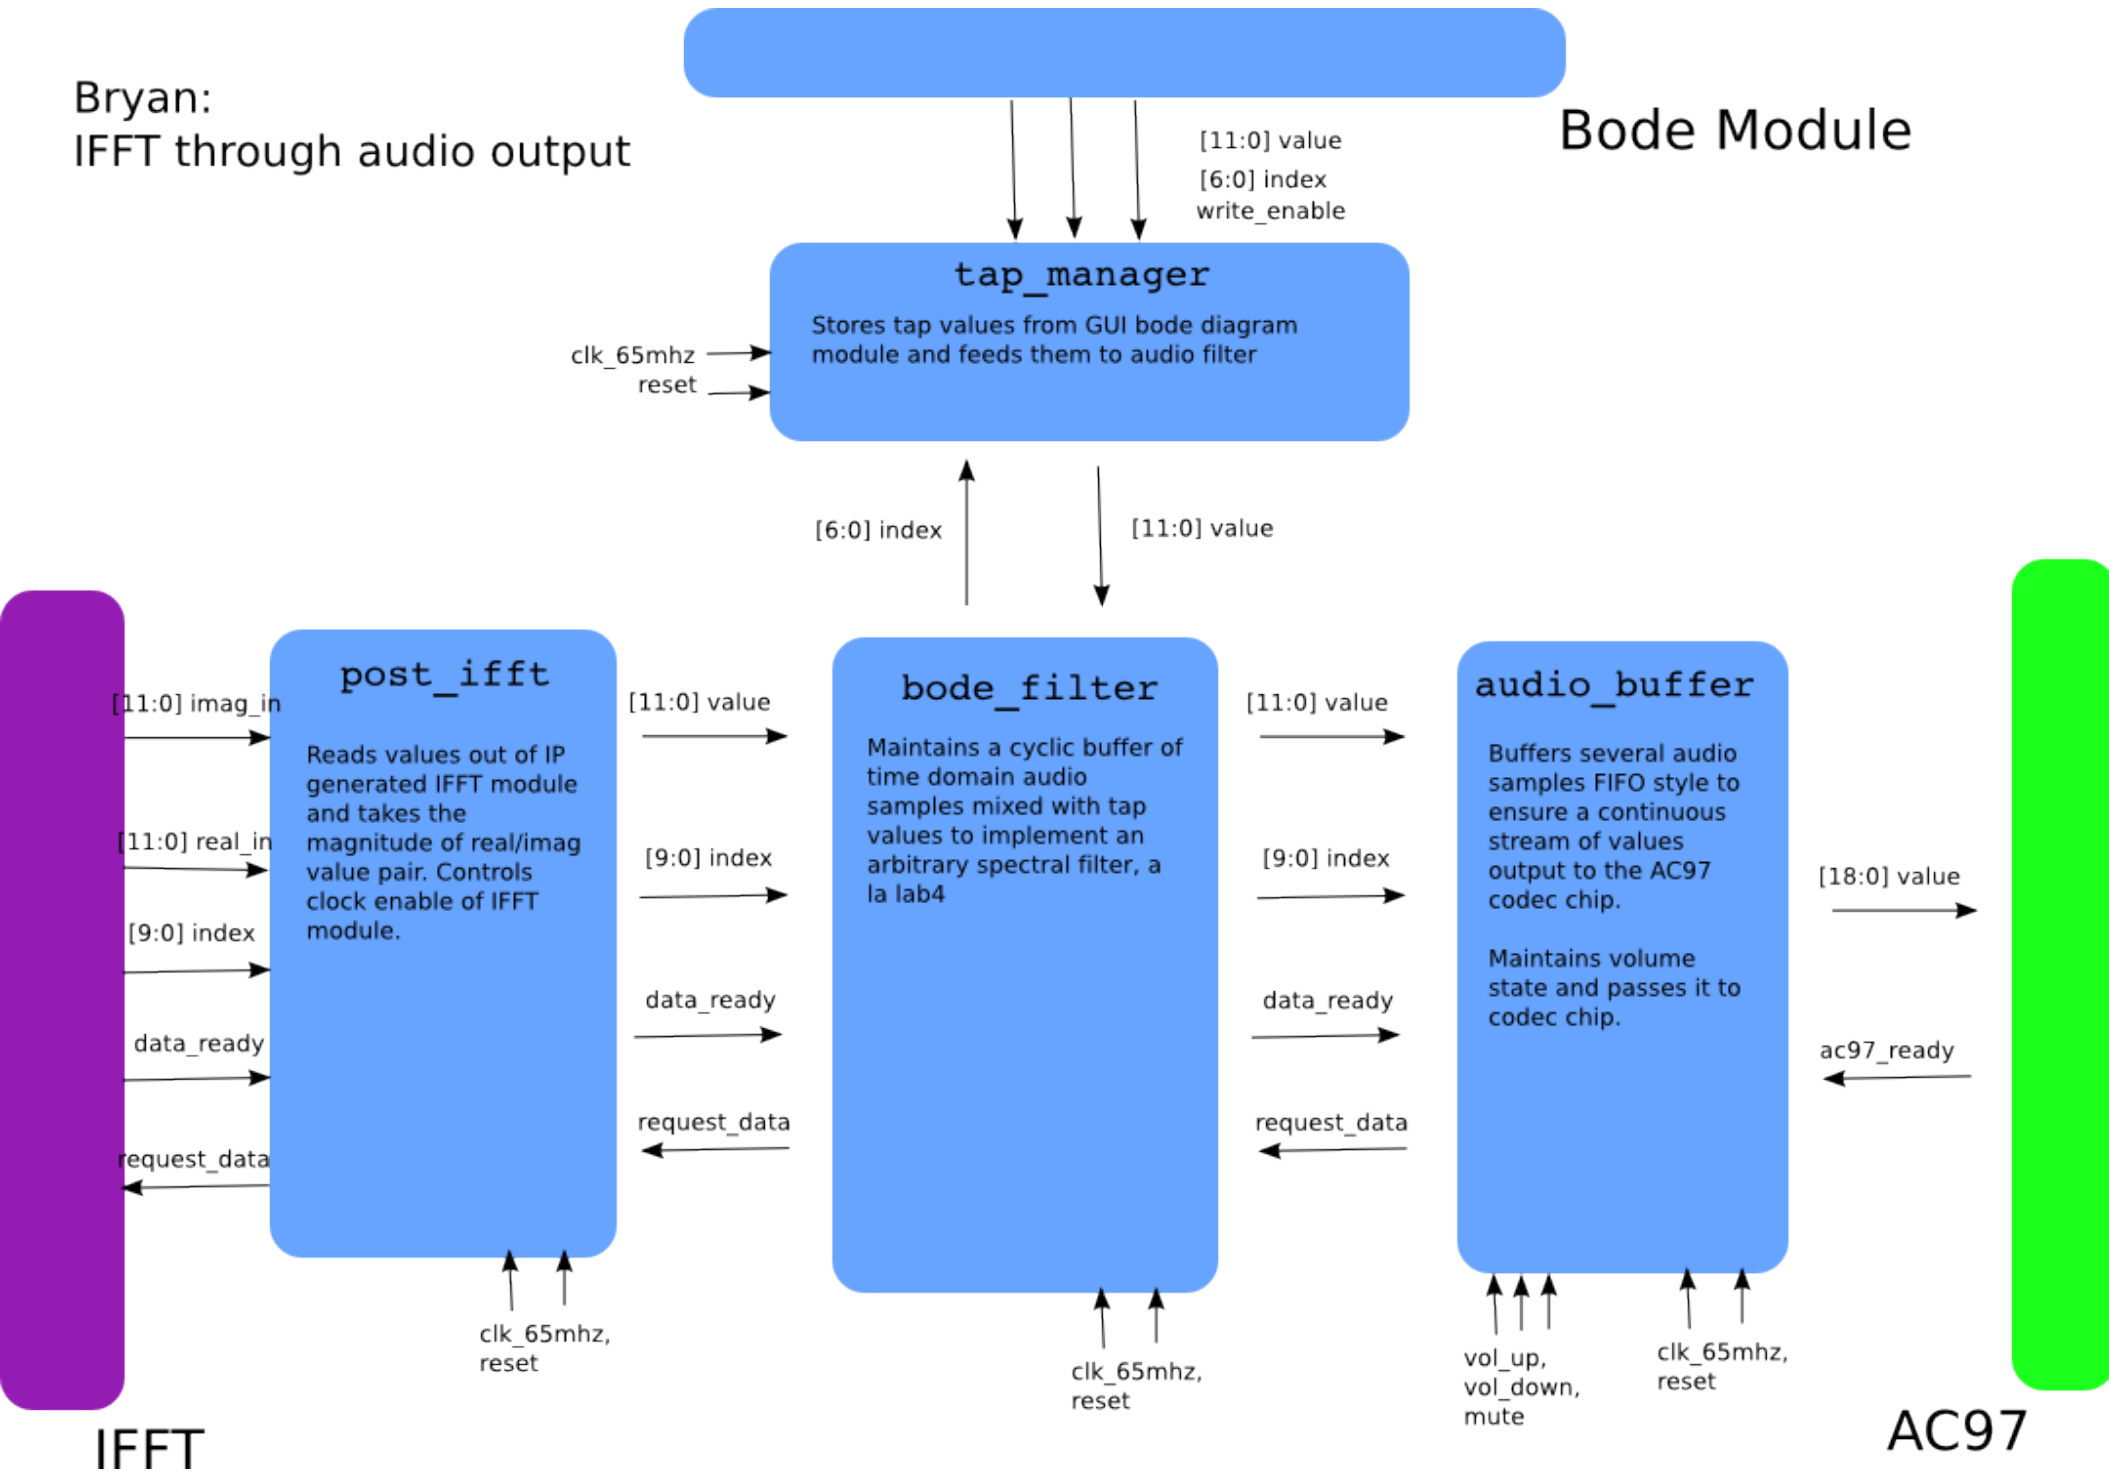 Bryan:
IFFT through audio output
Bode Module
[11:0] value
[6:0] index
write_enable
tap_manager
Stores tap values from GUI bode diagram
module and feeds them to audio filter
clk_65mhz
reset
[6:0] index
[11:0] value
[11:0] imag_in
[11:0] real_in
[9:0] index
data_ready
request_data
post_ifft
Reads values out of IP
generated IFFT module
and takes the
magnitude of real/imag
value pair. Controls
clock enable of IFFT
module.
clk_65mhz,
reset
[11:0] value
[9:0] index
data_ready
request_data
bode_filter
Maintains a cyclic buffer of
time domain audio
samples mixed with tap
values to implement an
arbitrary spectral filter, a
la lab4
clk_65mhz,
reset
[11:0] value
[9:0] index
data_ready
request_data
audio_buffer
Buffers several audio
samples FIFO style to
ensure a continuous
stream of values
output to the AC97
codec chip.
Maintains volume
state and passes it to
codec chip.
vol_up,
vol_down,
mute
clk_65mhz,
reset
[18:0] value
ac97_ready
IFFT
AC97